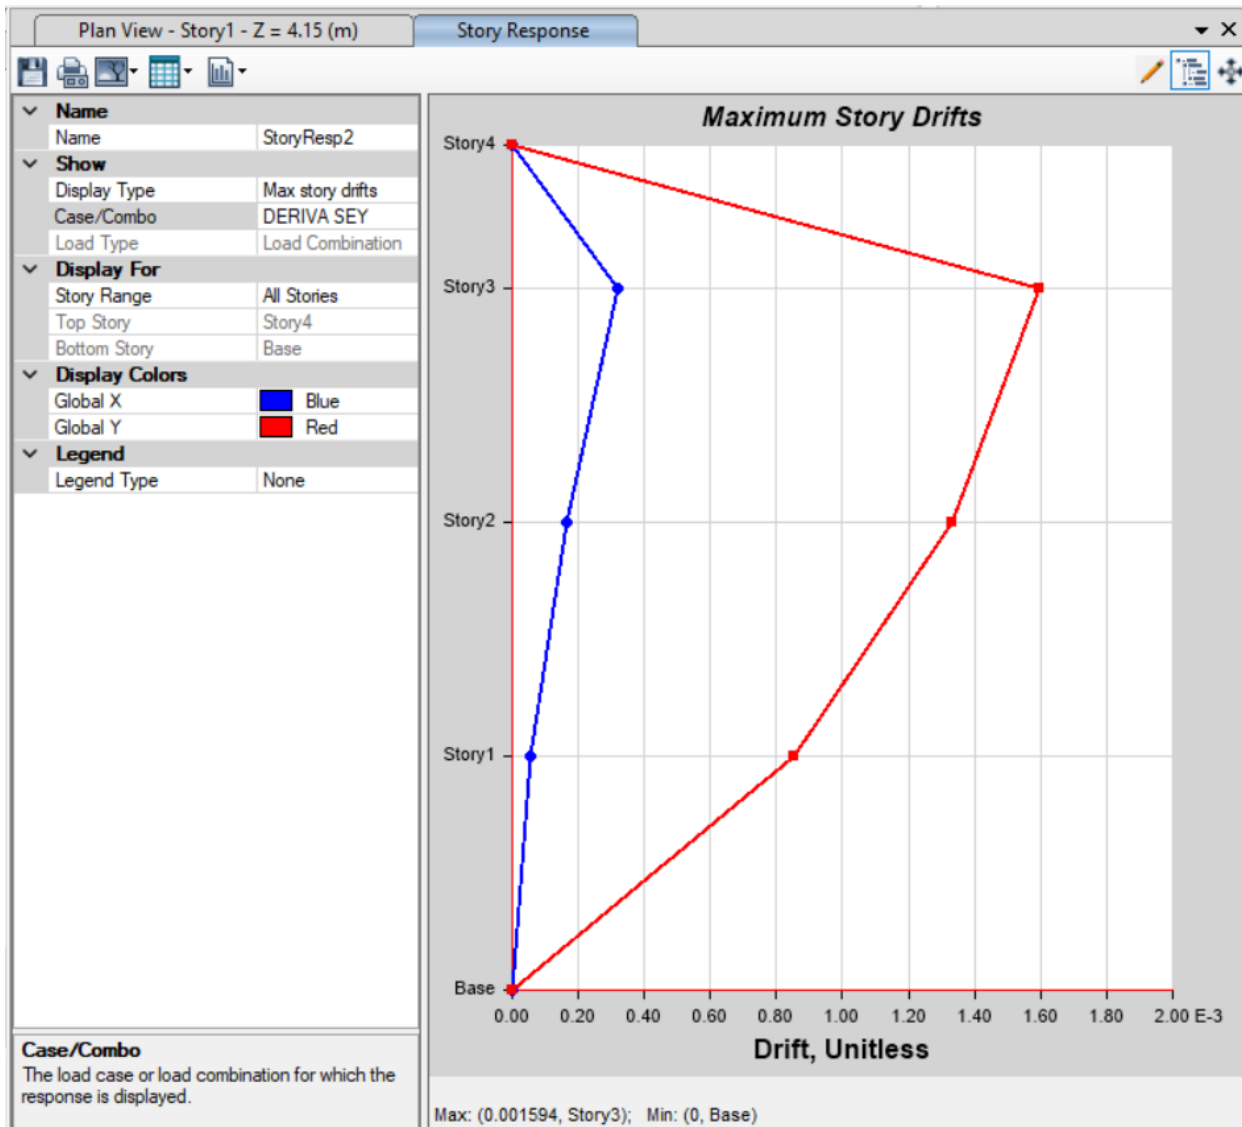 Plan View - Story1 - Z = 4.15 (m)
Story Response
Name
Name StoryResp2
Show
Display Type Max story drifts
Case/Combo DERIVA SEY
Load Type Load Combination
Display For
Story Range All Stories
Top Story Story4
Bottom Story Base
Display Colors
Global X Blue
Global Y Red
Legend
Legend Type None
Case/Combo
The load case or load combination for which the
response is displayed.
Maximum Story Drifts
Story4
Story3
Story2
Story1
Base
0.00 0.20 0.40 0.60 0.80 1.00 1.20 1.40 1.60 1.80 2.00 E-3
Drift, Unitless
Max: (0.001594, Story3); Min: (0, Base)